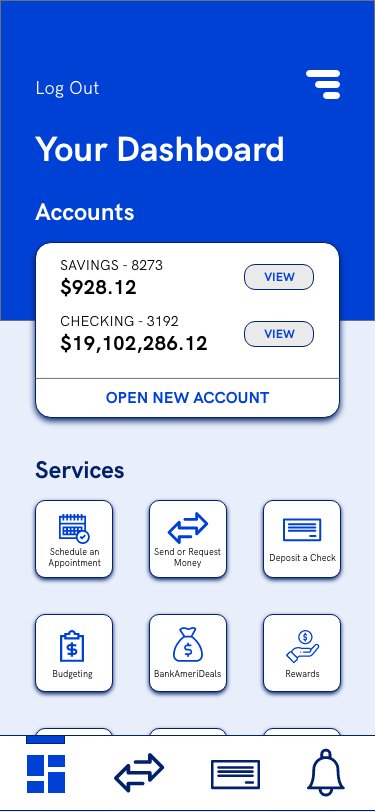 Log Out
Your Dashboard
Accounts
SAVINGS - 8273
$928.12
VIEW
CHECKING - 3192
$19,102,286.12
VIEW
OPEN NEW ACCOUNT
Services
Schedule an
Appointment
Send or Request
Money
Deposit a Check
Budgeting
BankAmeriDeals
Rewards